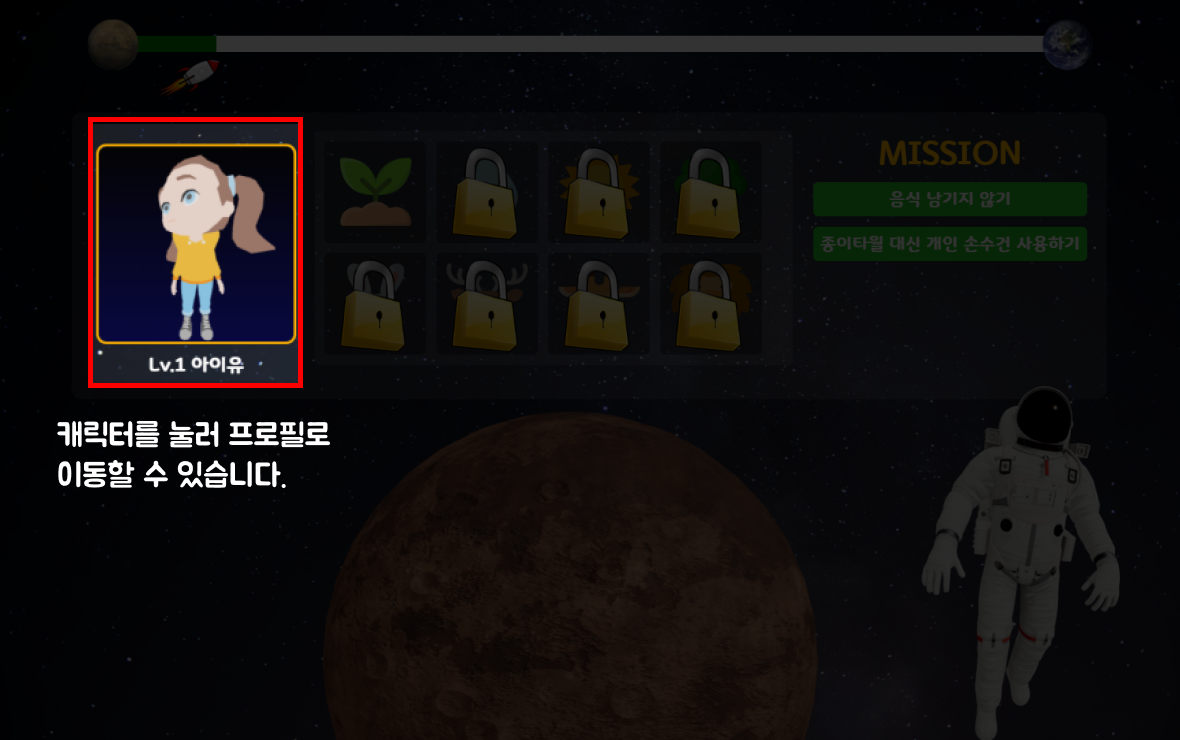 MISSION
음식 남기지 않기
종이타월 대신 개인 손수건 사용하기
Lv.1 아이유
캐릭터를 눌러 프로필로
이동할 수 있습니다.